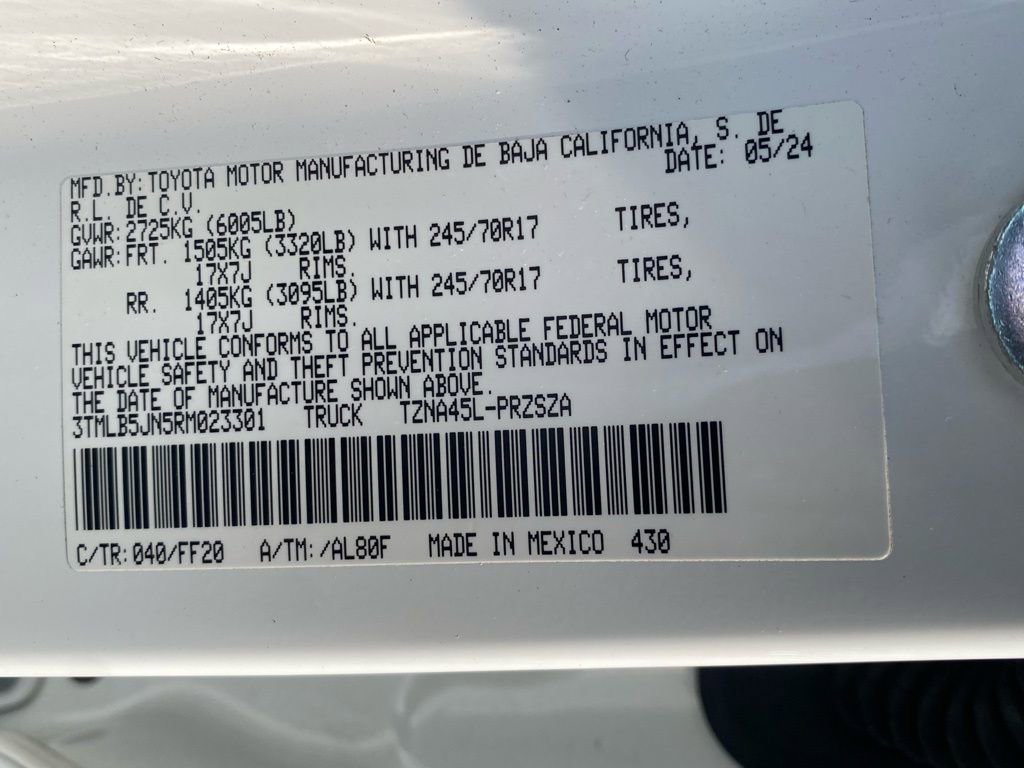 MFD.BY:TOYOTA MOTOR MANUFACTURING DE BAJA CALIFORNIA, S. DE
R.L. DE C.V. DATE: 05/24
GVWR:2725KG (6005LB)
GAWR:FRT. 1505KG (3320LB) WITH 245/70R17 TIRES,
17X7J RIMS.
RR. 1405KG (3095LB) WITH 245/70R17 TIRES,
17X7J RIMS.
THIS VEHICLE CONFORMS TO ALL APPLICABLE FEDERAL MOTOR
VEHICLE SAFETY AND THEFT PREVENTION STANDARDS IN EFFECT ON
THE DATE OF MANUFACTURE SHOWN ABOVE.
3TMLB5JN5RM023301 TRUCK TZNA45L-PRZSZA
C/TR:040/FF20 A/TM:/AL80F MADE IN MEXICO 430